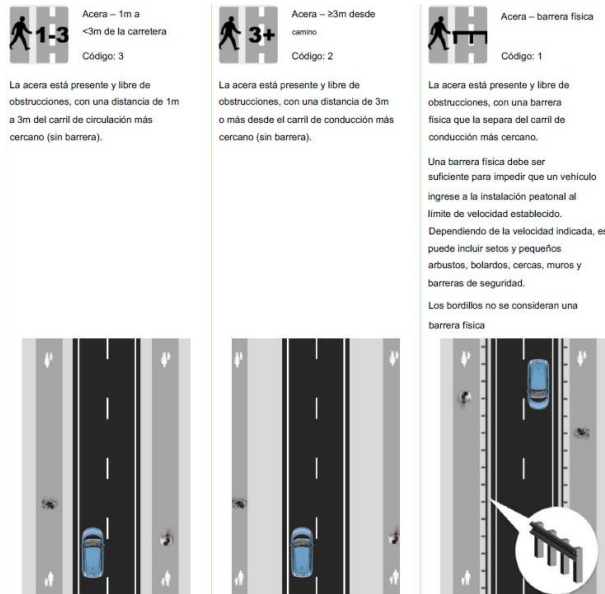 1-3
Acera – 1m a
<3m de la carretera
Código: 3
La acera está presente y libre de
obstrucciones, con una distancia de 1m
a 3m del carril de circulación más
cercano (sin barrera).
3+
Acera – ≥3m desde
camino
Código: 2
La acera está presente y libre de
obstrucciones, con una distancia de 3m
o más desde el carril de conducción más
cercano (sin barrera).
Acera – barrera física
Código: 1
La acera está presente y libre de
obstrucciones, con una barrera
física que la separa del carril de
conducción más cercano.
Una barrera física debe ser
suficiente para impedir que un vehículo
ingrese a la instalación peatonal al
límite de velocidad establecido.
Dependiendo de la velocidad indicada, es
puede incluir setos y pequeños
arbustos, bolardos, cercas, muros y
barreras de seguridad.
Los bordillos no se consideran una
barrera física